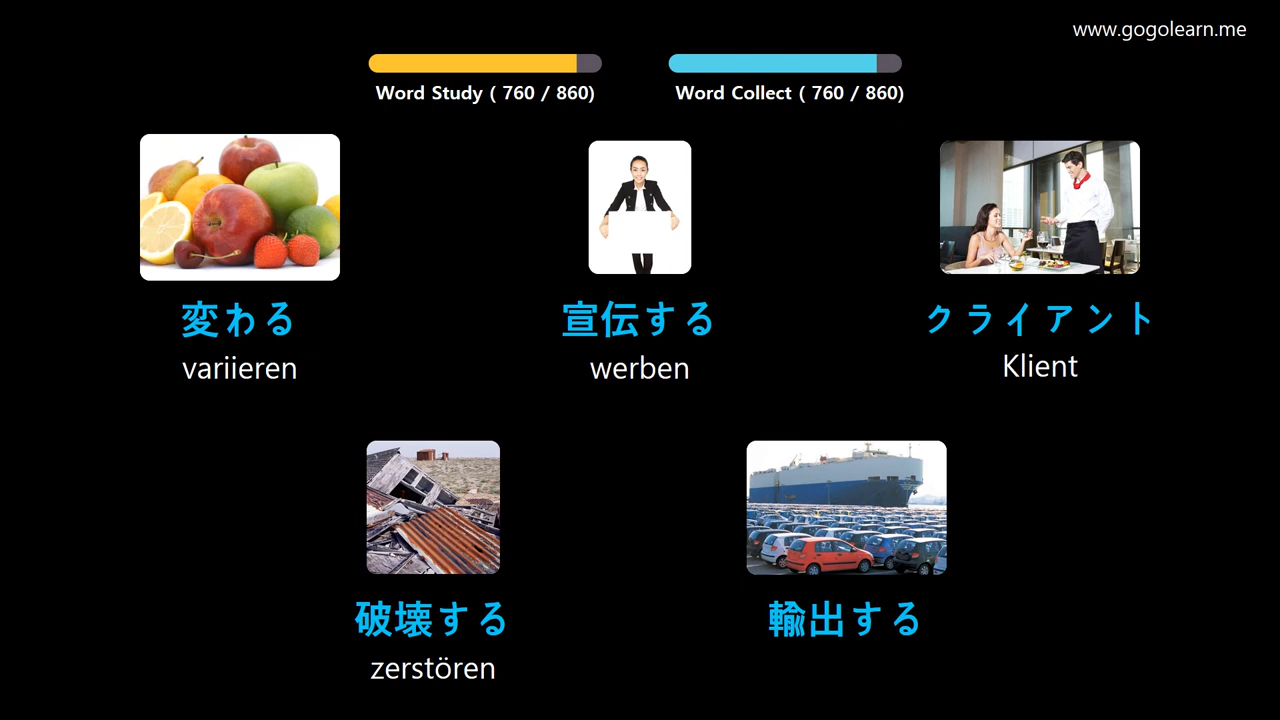 www.gogolearn.me
Word Study ( 760 / 860)
Word Collect ( 760 / 860)
変わる
variieren
宣伝する
werben
クライアント
Klient
破壊する
zerstören
輸出する